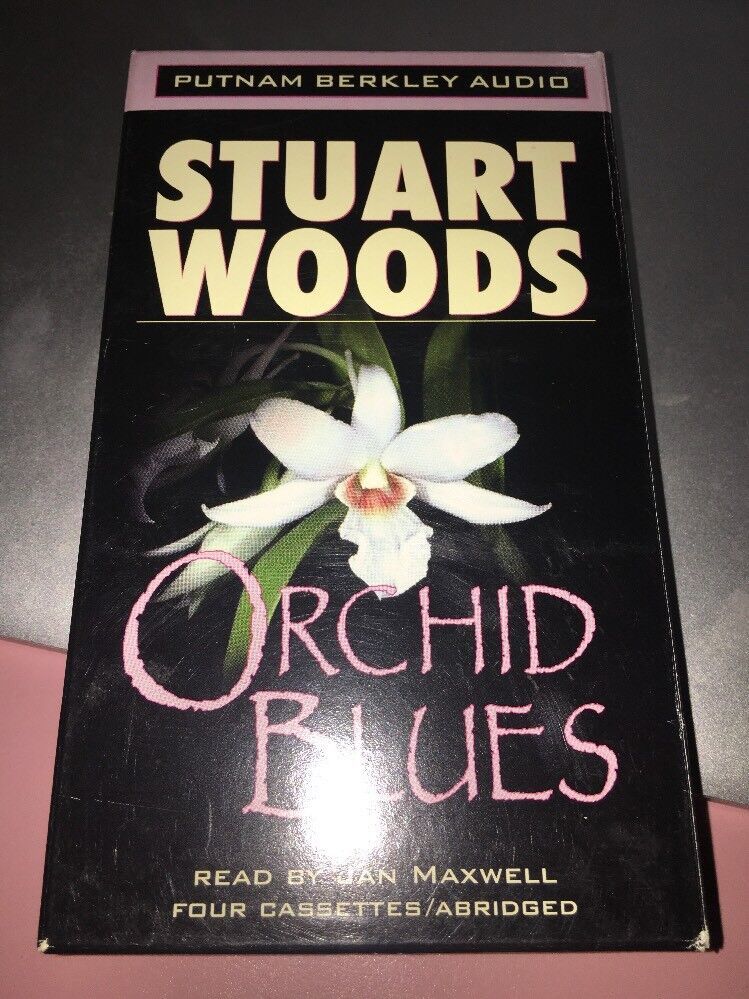 PUTNAM BERKLEY AUDIO
STUART
WOODS
ORCHID
BLUES
READ BY JAN MAXWELL
FOUR CASSETTES/ABRIDGED